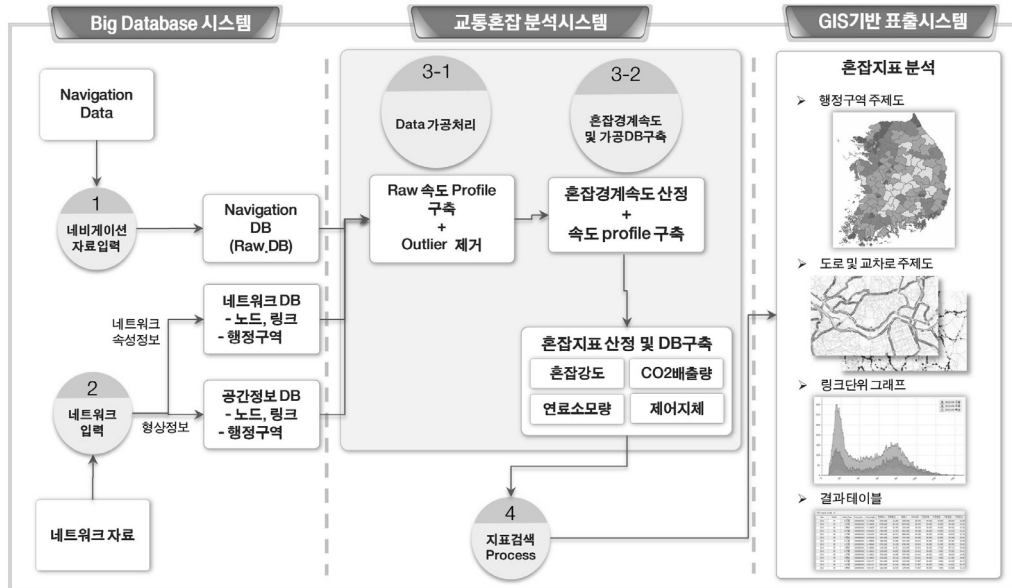 Big Database 시스템
교통혼잡 분석시스템
GIS기반 표출시스템
Navigation
Data
1
네비게이션
자료입력
Navigation
DB
(Raw_DB)
네트워크
속성정보
네트워크 DB
- 노드, 링크
- 행정구역
2
네트워크
입력
형상정보
공간정보 DB
- 노드, 링크
- 행정구역
네트워크 자료
3-1
Data 가공처리
3-2
혼잡경계속도
및 가공DB구축
Raw 속도 Profile
구축
+
Outlier 제거
혼잡경계속도 산정
+
속도 profile 구축
혼잡지표 산정 및 DB구축
혼잡강도
CO2배출량
연료소모량
제어지체
4
지표검색
Process
혼잡지표 분석
➢ 행정구역 주제도
➢ 도로 및 교차로 주제도
➢ 링크단위 그래프
➢ 결과 테이블